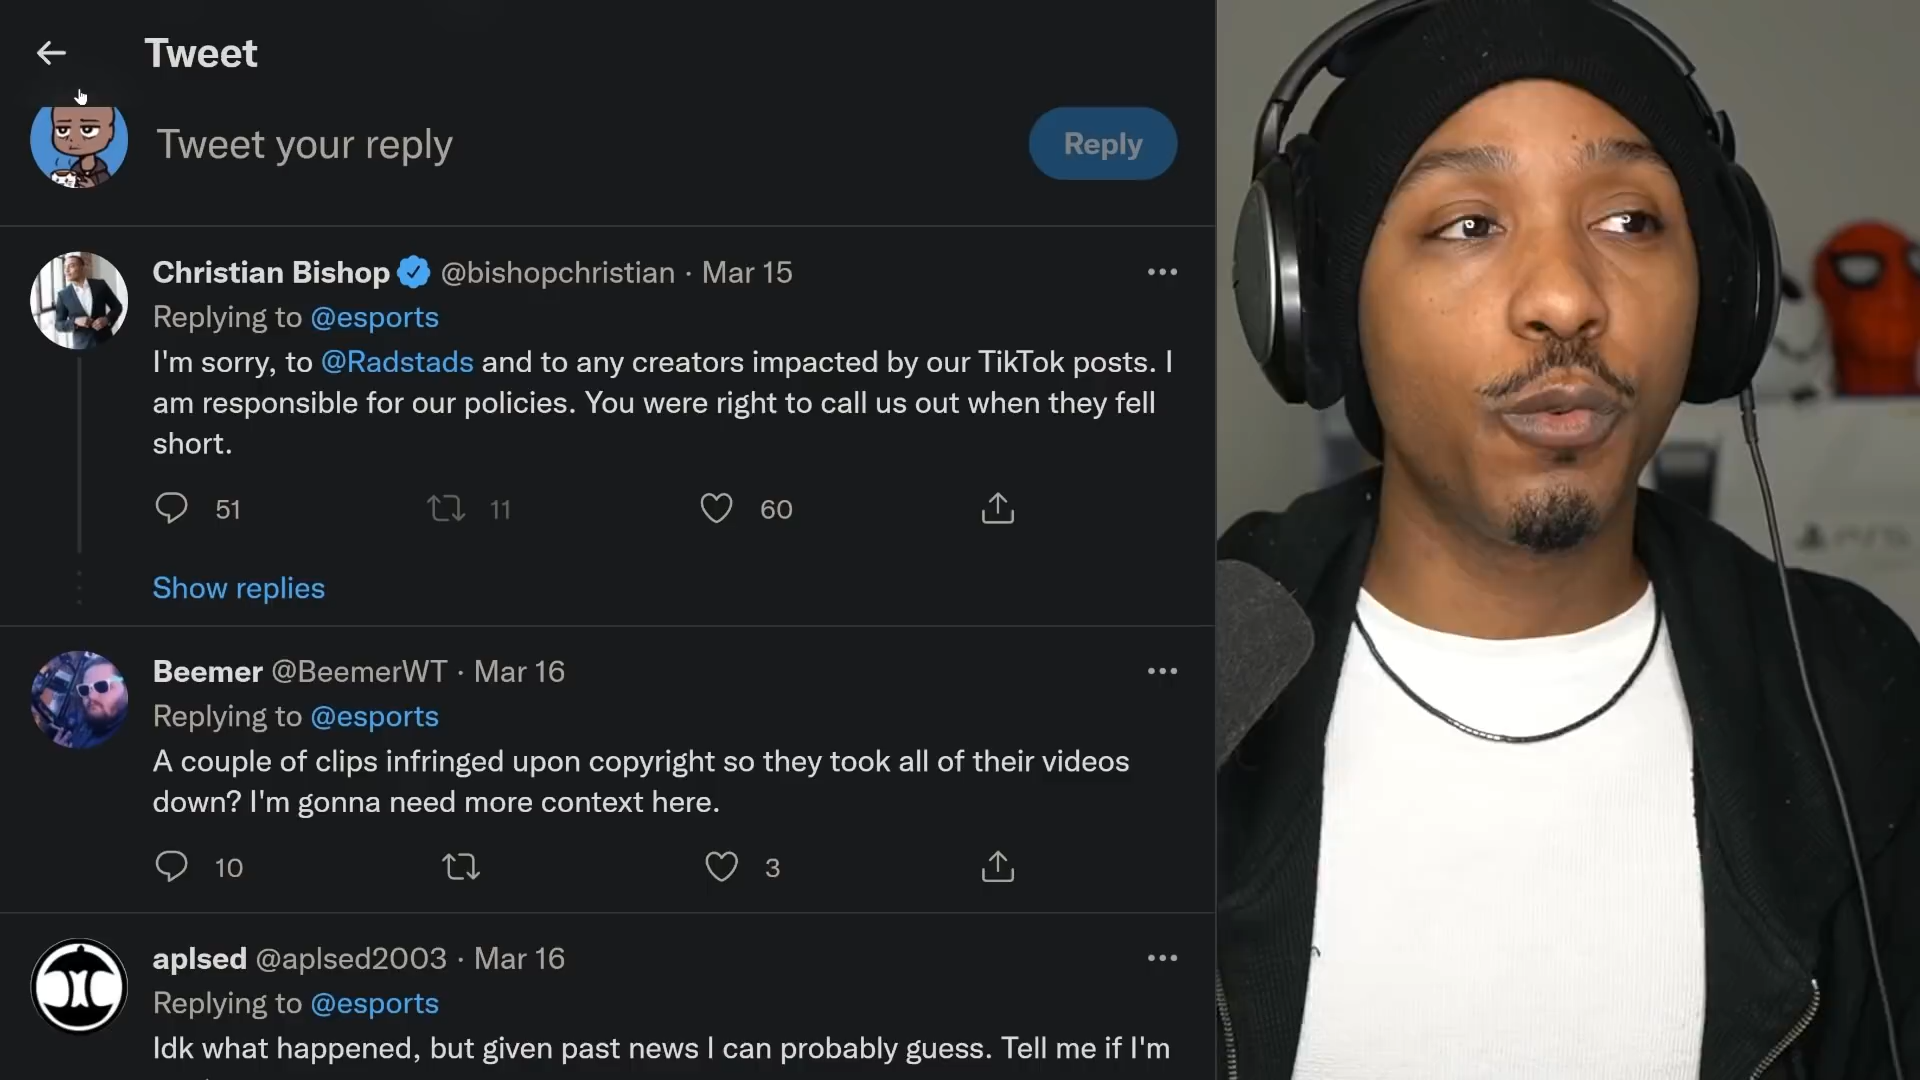 Tweet
Tweet your reply
Reply
Christian Bishop @bishopchristian · Mar 15
Replying to @esports
I'm sorry, to @Radstads and to any creators impacted by our TikTok posts. I
am responsible for our policies. You were right to call us out when they fell
short.
51 11 60
Show replies
Beemer @BeemerWT · Mar 16
Replying to @esports
A couple of clips infringed upon copyright so they took all of their videos
down? I'm gonna need more context here.
10 3
aplsed @aplsed2003 · Mar 16
Replying to @esports
Idk what happened, but given past news I can probably guess. Tell me if I'm
PS5